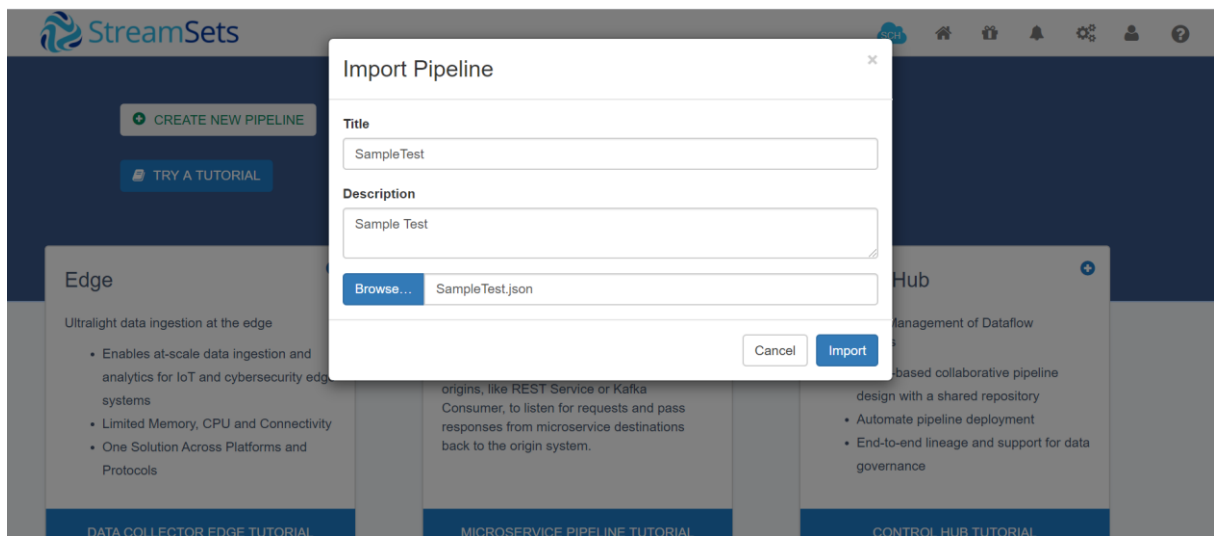 StreamSets
SCH
Import Pipeline
×
CREATE NEW PIPELINE
TRY A TUTORIAL
Title
SampleTest
Description
Sample Test
Browse...
SampleTest.json
Cancel
Import
Edge
Ultralight data ingestion at the edge
• Enables at-scale data ingestion and
analytics for IoT and cybersecurity edg
systems
• Limited Memory, CPU and Connectivity
• One Solution Across Platforms and
Protocols
DATA COLLECTOR EDGE TUTORIAL
origins, like REST Service or Kafka
Consumer, to listen for requests and pass
responses from microservice destinations
back to the origin system.
MICROSERVICE PIPELINE TUTORIAL
Hub
Management of Dataflow
-based collaborative pipeline
design with a shared repository
• Automate pipeline deployment
• End-to-end lineage and support for data
governance
CONTROL HUB TUTORIAL